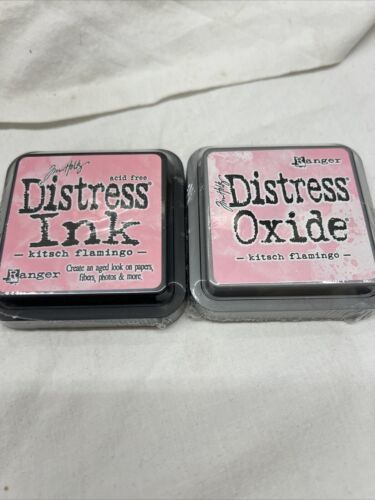 Tim Holtz
acid free
Distress
Ink
— kitsch flamingo —
Ranger
Create an aged look on papers,
fibers, photos & more.
Ranger
Tim Holtz
Distress®
Oxide®
— kitsch flamingo —